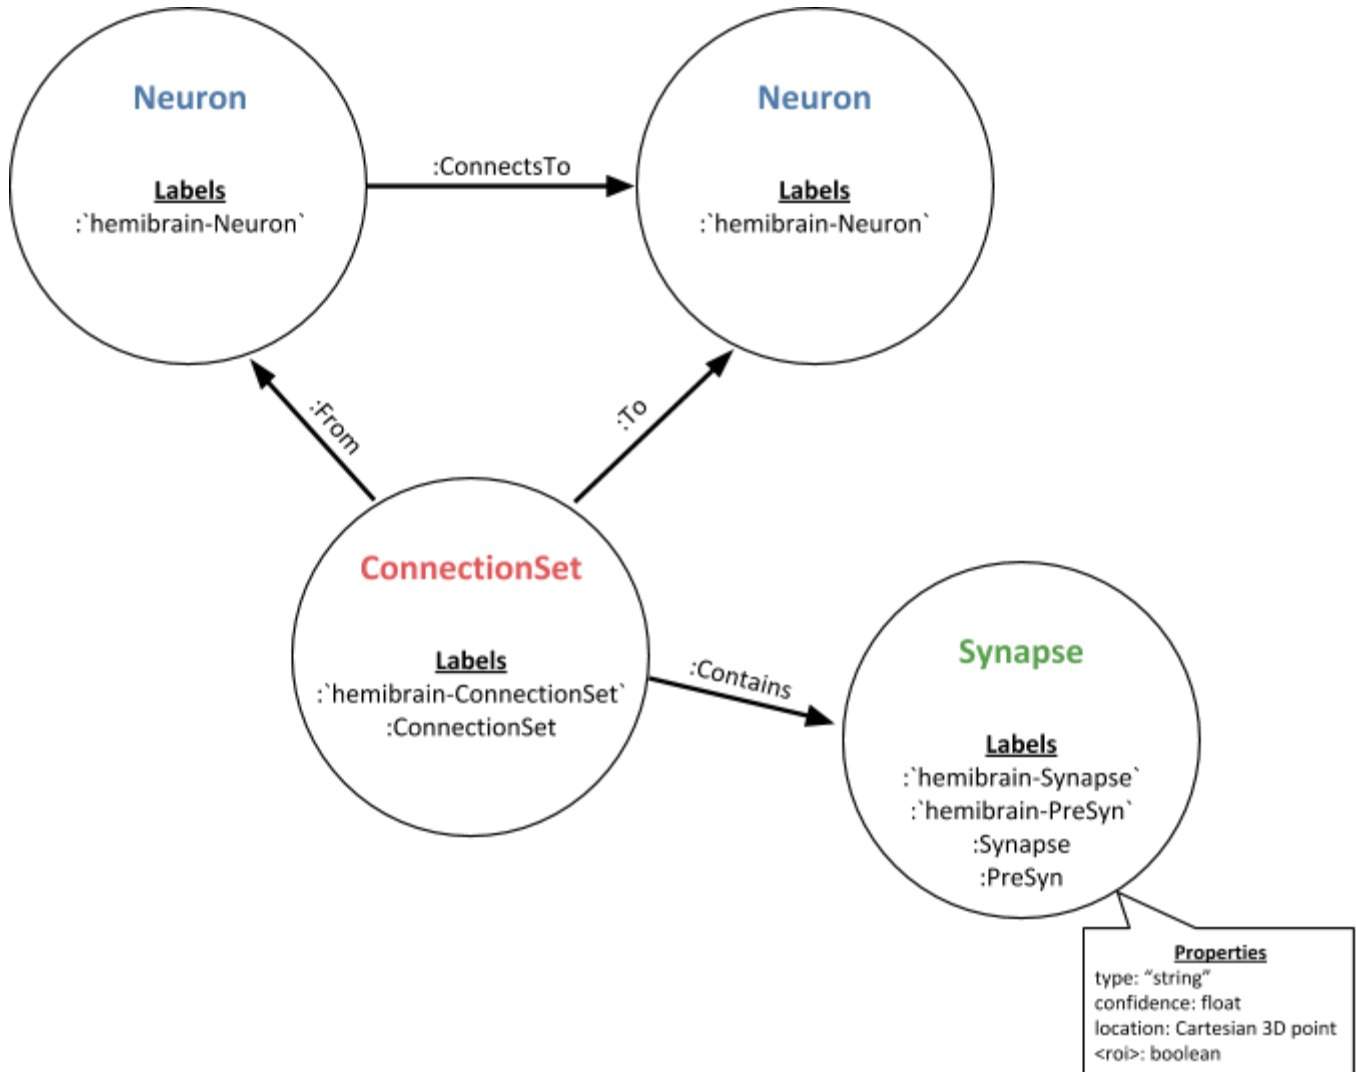 Neuron
Labels
:`hemibrain-Neuron`
:ConnectsTo
Neuron
Labels
:`hemibrain-Neuron`
:From
:To
ConnectionSet
Labels
:`hemibrain-ConnectionSet`
:ConnectionSet
:Contains
Synapse
Labels
:`hemibrain-Synapse`
:`hemibrain-PreSyn`
:Synapse
:PreSyn
Properties
type: “string”
confidence: float
location: Cartesian 3D point
<roi>: boolean